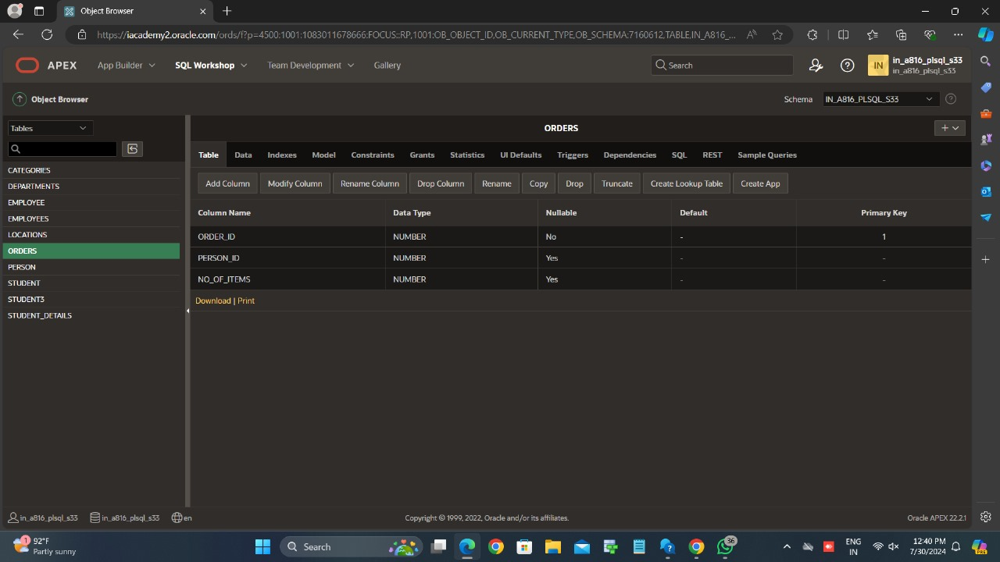 Object Browser
https://iacademy2.oracle.com/ords/f?p=4500:1001:1083011678666:FOCUS::RP,1001:OB_OBJECT_ID,OB_CURRENT_TYPE,OB_SCHEMA:7160612,TABLE,IN_A816_...
APEX App Builder SQL Workshop Team Development Gallery Search IN in_a816_plsql_s33
in_a816_plsql_s33
Object Browser Schema IN_A816_PLSQL_S33
Tables
CATEGORIES
DEPARTMENTS
EMPLOYEE
EMPLOYEES
LOCATIONS
ORDERS
PERSON
STUDENT
STUDENT3
STUDENT_DETAILS
ORDERS
Table Data Indexes Model Constraints Grants Statistics UI Defaults Triggers Dependencies SQL REST Sample Queries
Add Column Modify Column Rename Column Drop Column Rename Copy Drop Truncate Create Lookup Table Create App
Column Name Data Type Nullable Default Primary Key
ORDER_ID NUMBER No - 1
PERSON_ID NUMBER Yes - -
NO_OF_ITEMS NUMBER Yes - -
Download | Print
in_a816_plsql_s33 in_a816_plsql_s33 en Copyright © 1999, 2022, Oracle and/or its affiliates. Oracle APEX 22.2.1
1 92°F
Partly sunny
Search
36
ENG
IN
12:40 PM
7/30/2024
PRE